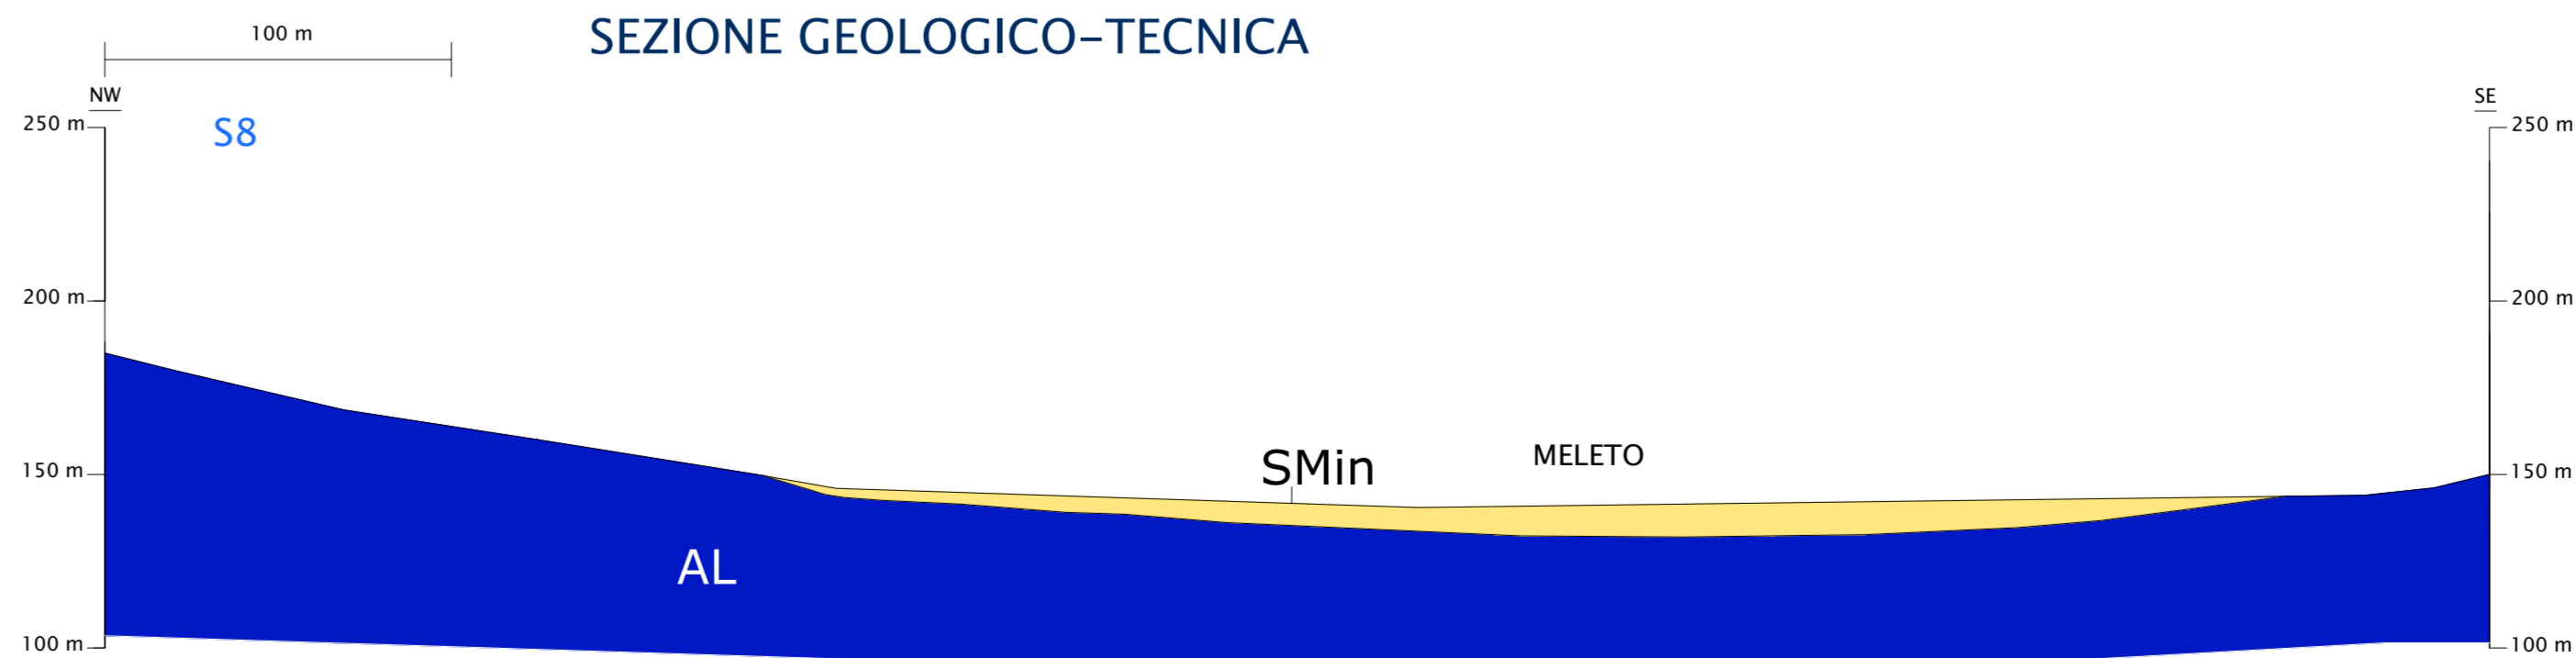 100 m
SEZIONE GEOLOGICO-TECNICA
NW
SE
250 m
S8
250 m
200 m
200 m
SMin
MELETO
150 m
150 m
AL
100 m
100 m